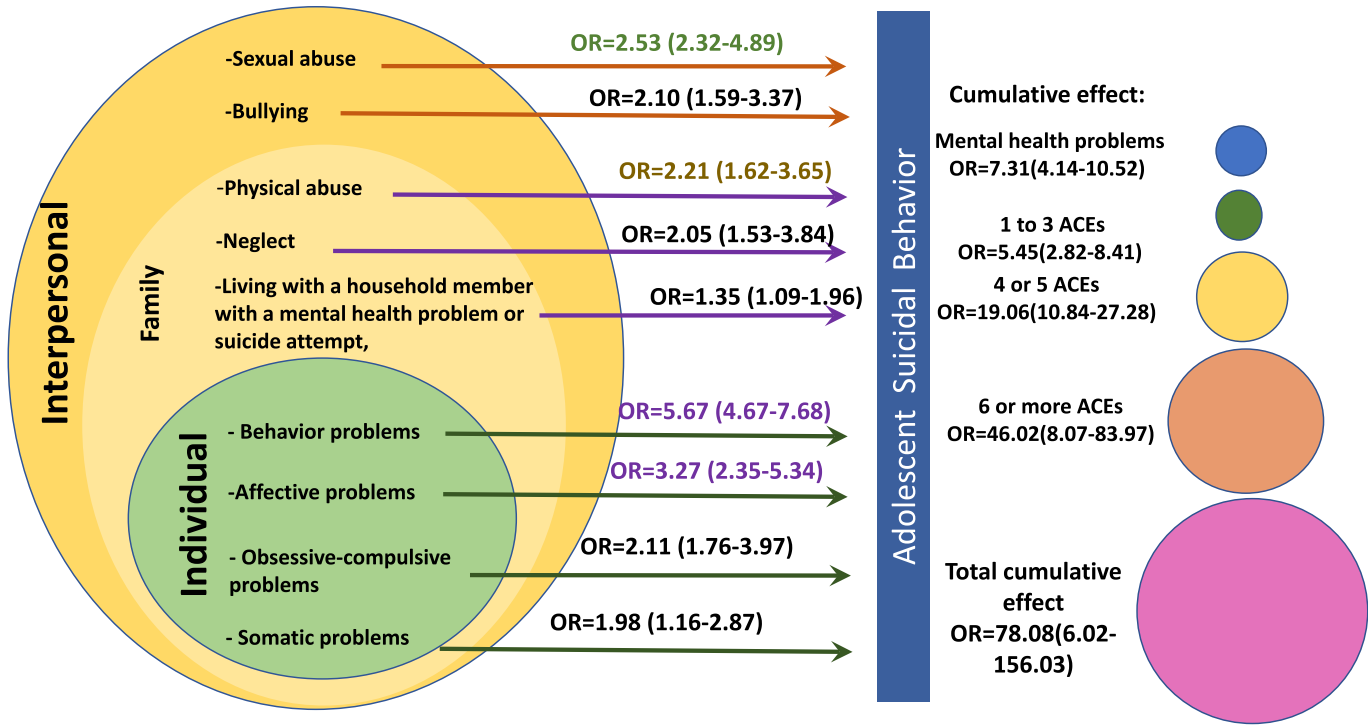 Interpersonal
-Sexual abuse
OR=2.53 (2.32-4.89)
-Bullying
OR=2.10 (1.59-3.37)
Family
-Physical abuse
OR=2.21 (1.62-3.65)
-Neglect
OR=2.05 (1.53-3.84)
-Living with a household member
with a mental health problem or
suicide attempt,
OR=1.35 (1.09-1.96)
Individual
- Behavior problems
OR=5.67 (4.67-7.68)
-Affective problems
OR=3.27 (2.35-5.34)
- Obsessive-compulsive
problems
OR=2.11 (1.76-3.97)
- Somatic problems
OR=1.98 (1.16-2.87)
Adolescent Suicidal Behavior
Cumulative effect:
Mental health problems
OR=7.31(4.14-10.52)
1 to 3 ACEs
OR=5.45(2.82-8.41)
4 or 5 ACEs
OR=19.06(10.84-27.28)
6 or more ACEs
OR=46.02(8.07-83.97)
Total cumulative
effect
OR=78.08(6.02-
156.03)